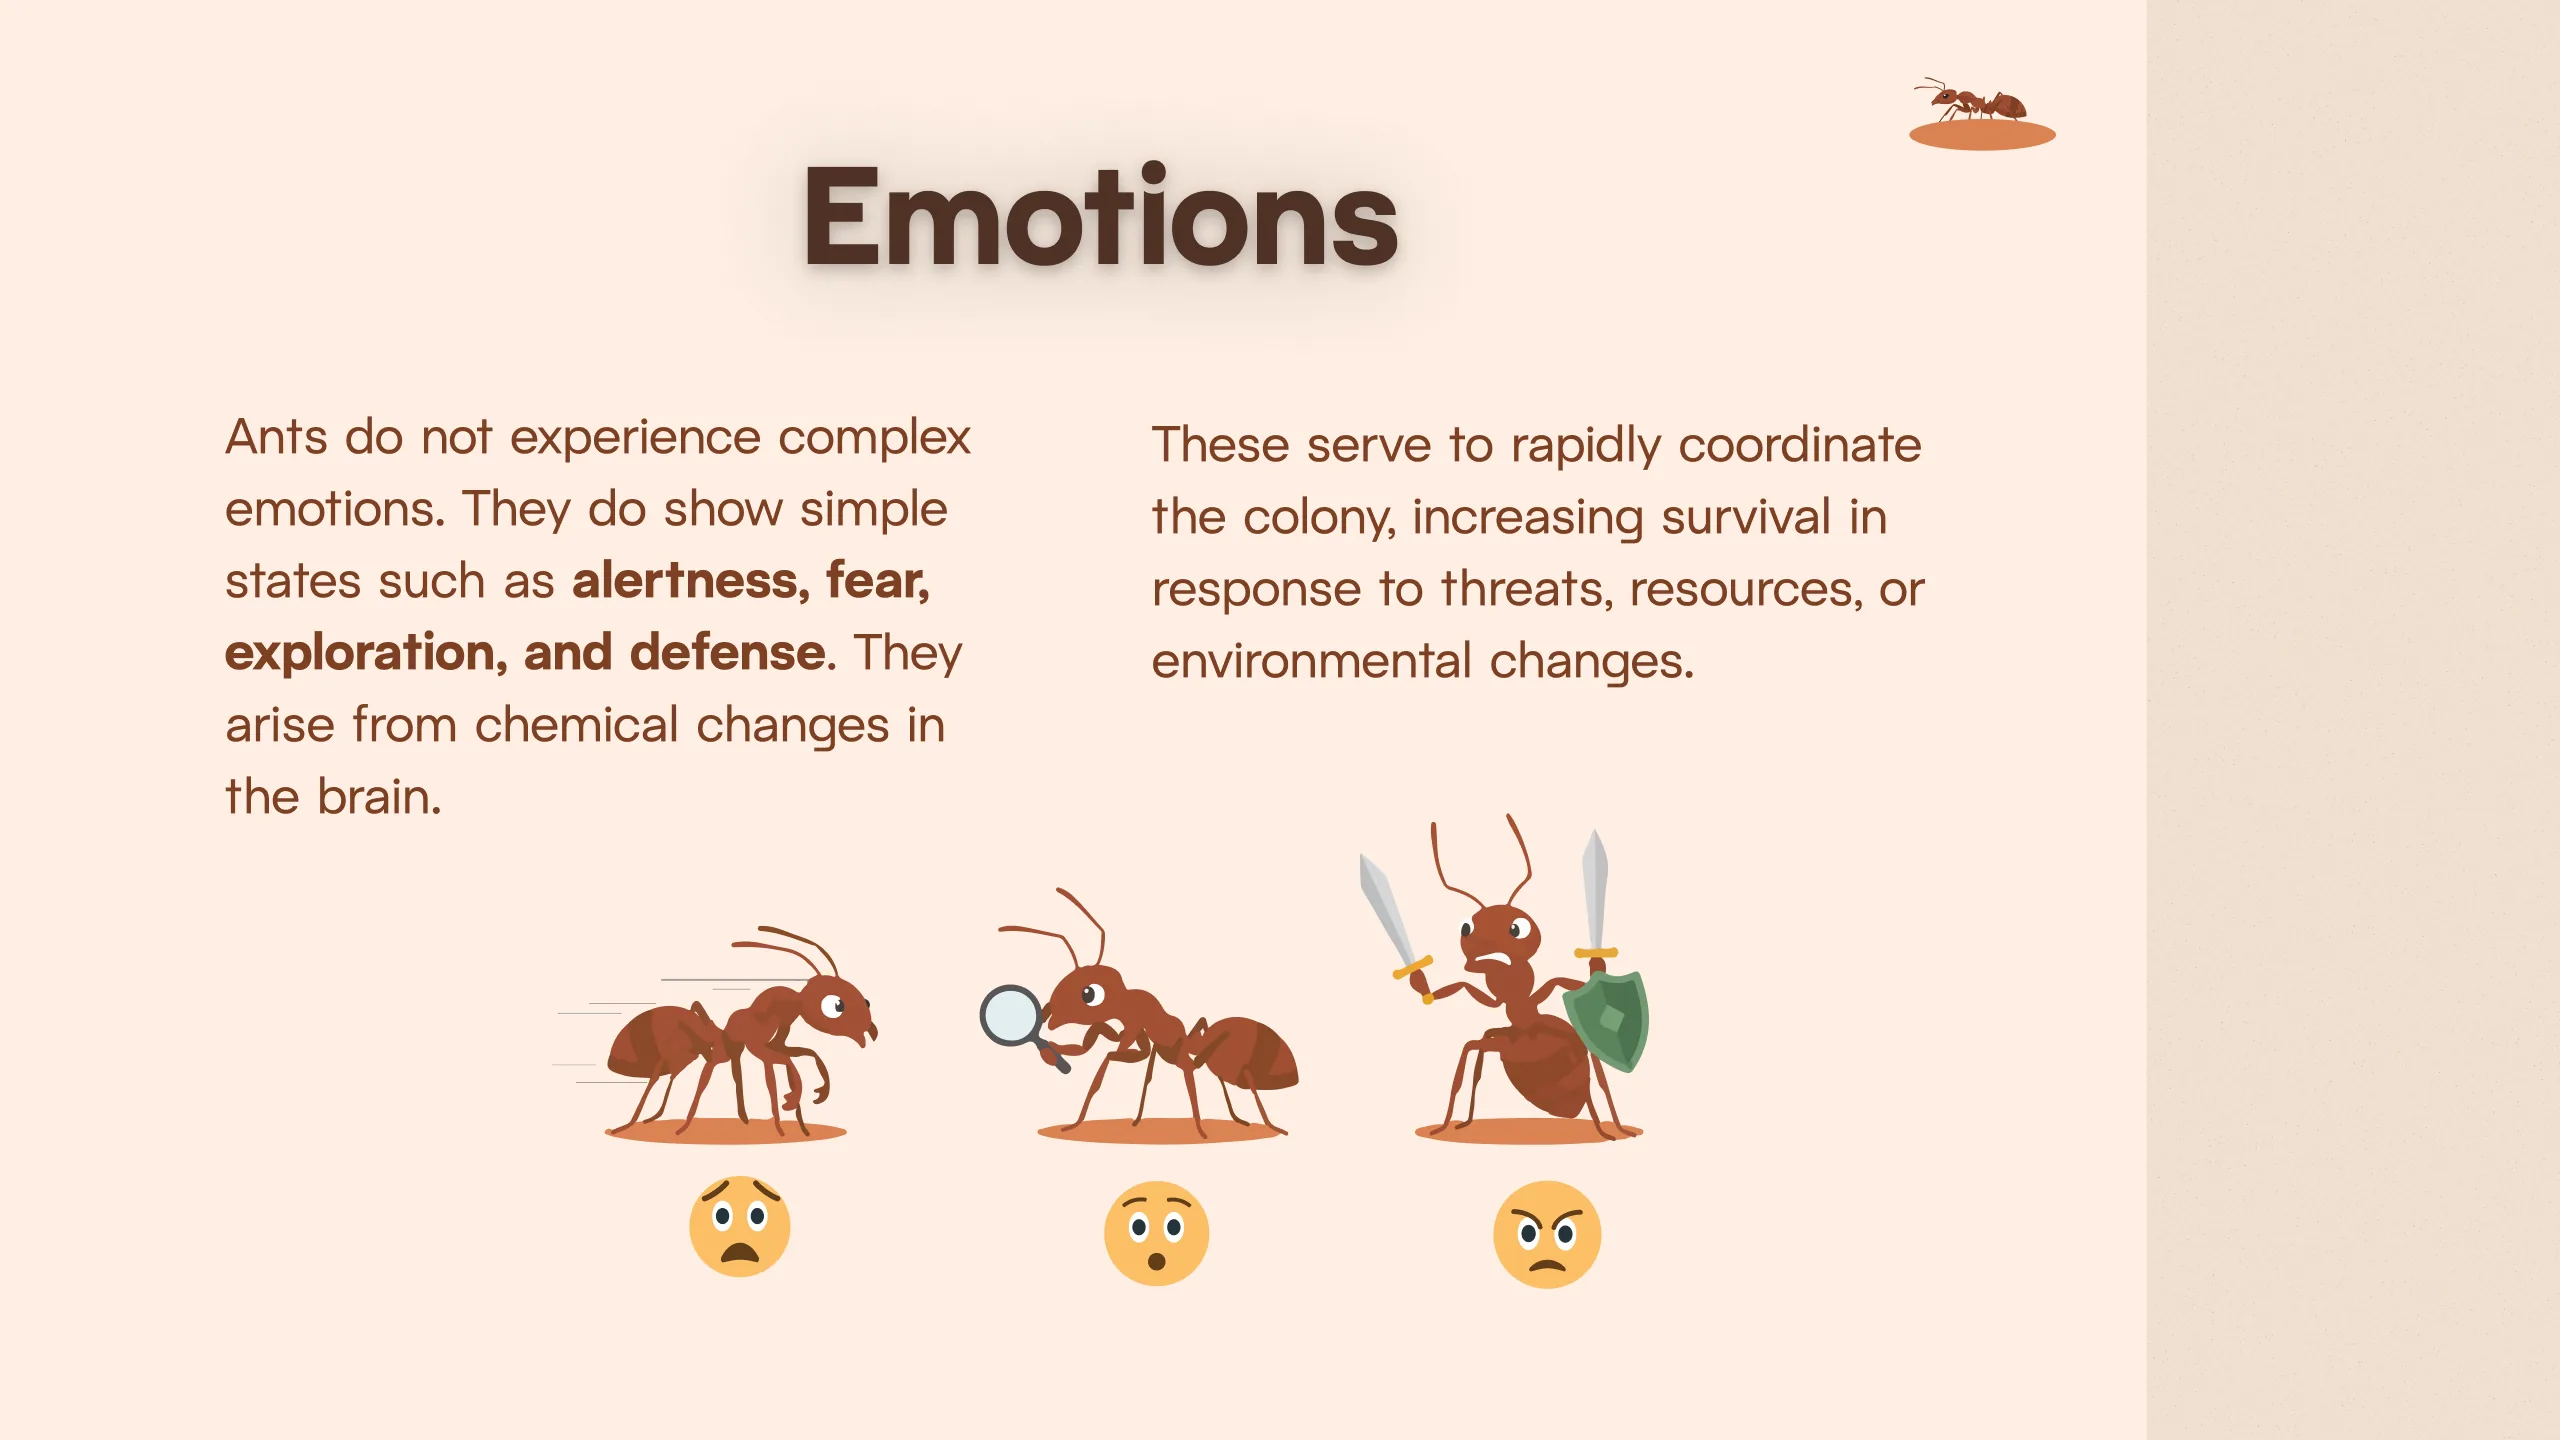 Emotions
Ants do not experience complex
emotions. They do show simple
states such as alertness, fear,
exploration, and defense. They
arise from chemical changes in
the brain.
These serve to rapidly coordinate
the colony, increasing survival in
response to threats, resources, or
environmental changes.